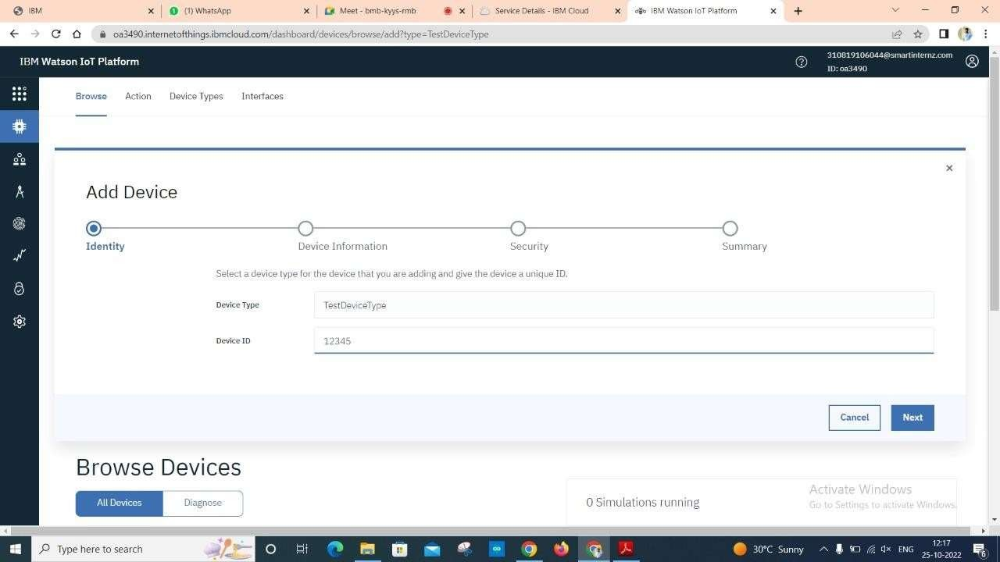 IBM
(1) WhatsApp
Meet - bmb-kyys-rmb
Service Details - IBM Cloud
IBM Watson IoT Platform
oa3490.internetofthings.ibmcloud.com/dashboard/devices/browse/add?type=TestDeviceType
IBM Watson IoT Platform
310819106044@smartinternz.com
ID: oa3490
Browse
Action
Device Types
Interfaces
Add Device
Identity
Device Information
Security
Summary
Select a device type for the device that you are adding and give the device a unique ID.
Device Type
TestDeviceType
Device ID
12345
Cancel
Next
Browse Devices
All Devices
Diagnose
0 Simulations running
Activate Windows
Go to Settings to activate Windows.
Type here to search
30°C Sunny
ENG
12:17
25-10-2022
6